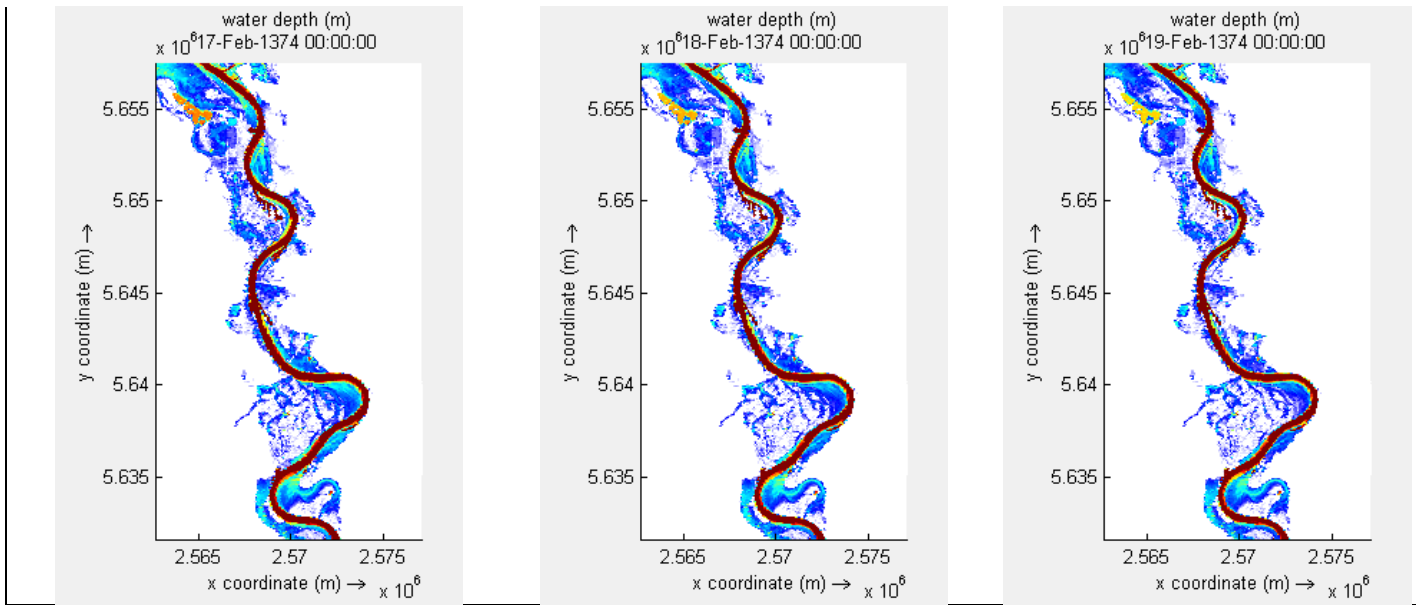 water depth (m)
x 10^6 17-Feb-1374 00:00:00
5.655
5.65
5.645
5.64
5.635
y coordinate (m) →
2.565 2.57 2.575
x coordinate (m) → x 10^6
water depth (m)
x 10^6 18-Feb-1374 00:00:00
5.655
5.65
5.645
5.64
5.635
y coordinate (m) →
2.565 2.57 2.575
x coordinate (m) → x 10^6
water depth (m)
x 10^6 19-Feb-1374 00:00:00
5.655
5.65
5.645
5.64
5.635
y coordinate (m) →
2.565 2.57 2.575
x coordinate (m) → x 10^6